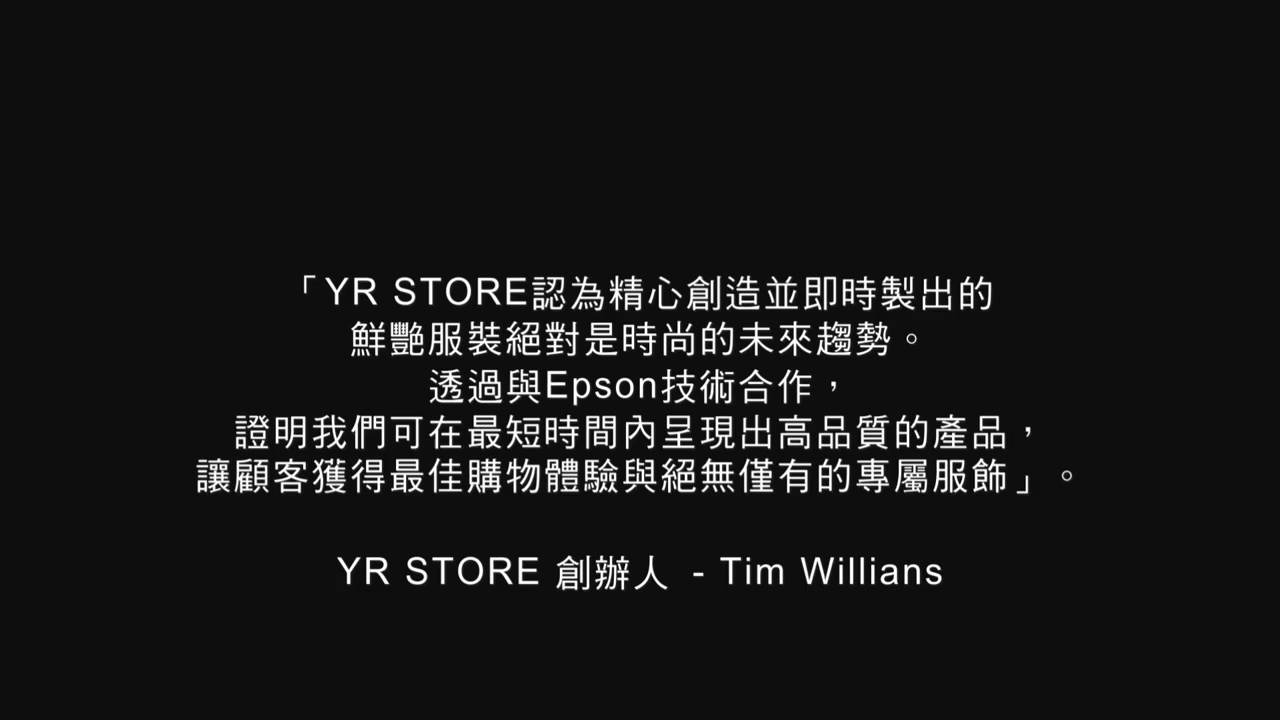 「YR STORE認為精心創造並即時製出的
鮮艷服裝絕對是時尚的未來趨勢。
透過與Epson技術合作，
證明我們可在最短時間內呈現出高品質的產品，
讓顧客獲得最佳購物體驗與絕無僅有的專屬服飾」。
YR STORE 創辦人 - Tim Willians